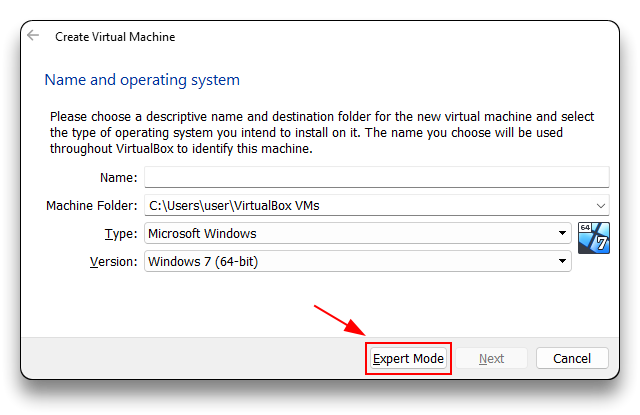 Create Virtual Machine
Name and operating system
Please choose a descriptive name and destination folder for the new virtual machine and select
the type of operating system you intend to install on it. The name you choose will be used
throughout VirtualBox to identify this machine.
Name:
Machine Folder: C:\Users\user\VirtualBox VMs
Type: Microsoft Windows
64
7
Version: Windows 7 (64-bit)
Expert Mode Next Cancel